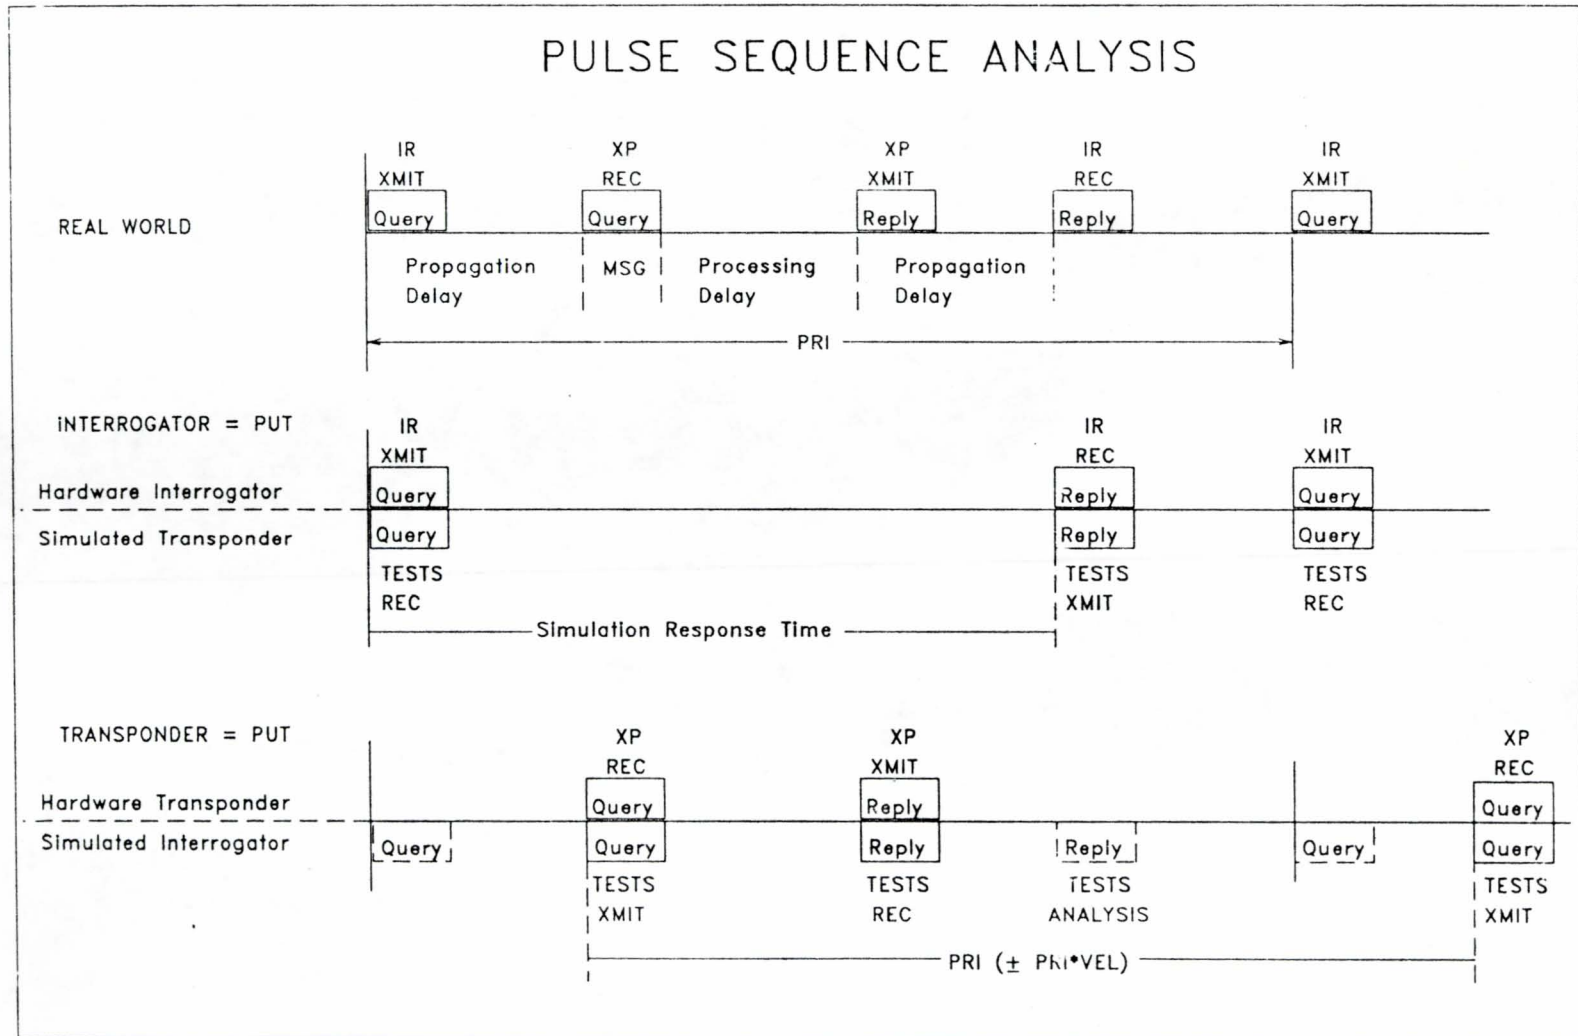 PULSE SEQUENCE ANALYSIS
IR XP XP IR IR
XMIT REC XMIT REC XMIT
REAL WORLD Query Query Reply Reply Query
Propagation MSG Processing Propagation
Delay Delay Delay
PRI
INTERROGATOR = PUT IR IR IR
XMIT REC XMIT
Hardware Interrogator Query Reply Query
Simulated Transponder Query Reply Query
TESTS TESTS TESTS
REC XMIT REC
Simulation Response Time
TRANSPONDER = PUT XP XP XP
REC XMIT REC
Hardware Transponder Query Reply Query
Simulated Interrogator Query Query Reply Reply Query Query
TESTS TESTS TESTS TESTS
XMIT REC ANALYSIS XMIT
PRI (± PRI*VEL)